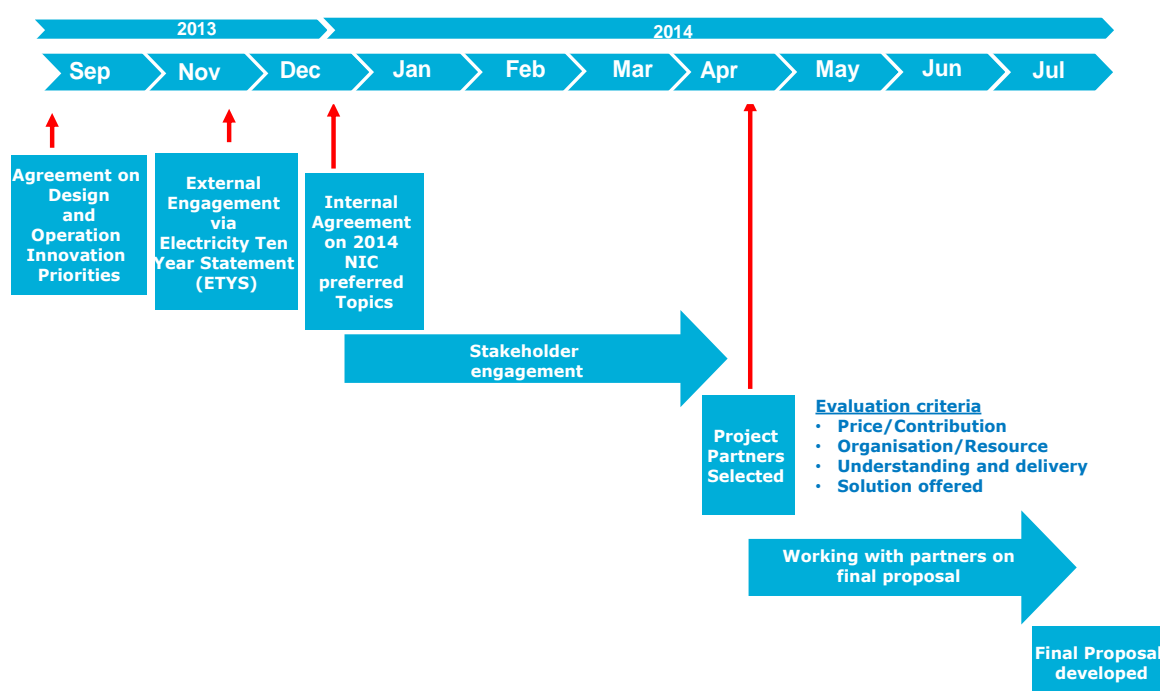 2013
2014
Sep
Nov
Dec
Jan
Feb
Mar
Apr
May
Jun
Jul
Agreement on
Design
and
Operation
Innovation
Priorities
External
Engagement
via
Electricity Ten
Year Statement
(ETYS)
Internal
Agreement
on 2014
NIC
preferred
Topics
Stakeholder
engagement
Project
Partners
Selected
Evaluation criteria
• Price/Contribution
• Organisation/Resource
• Understanding and delivery
• Solution offered
Working with partners on
final proposal
Final Proposal
developed